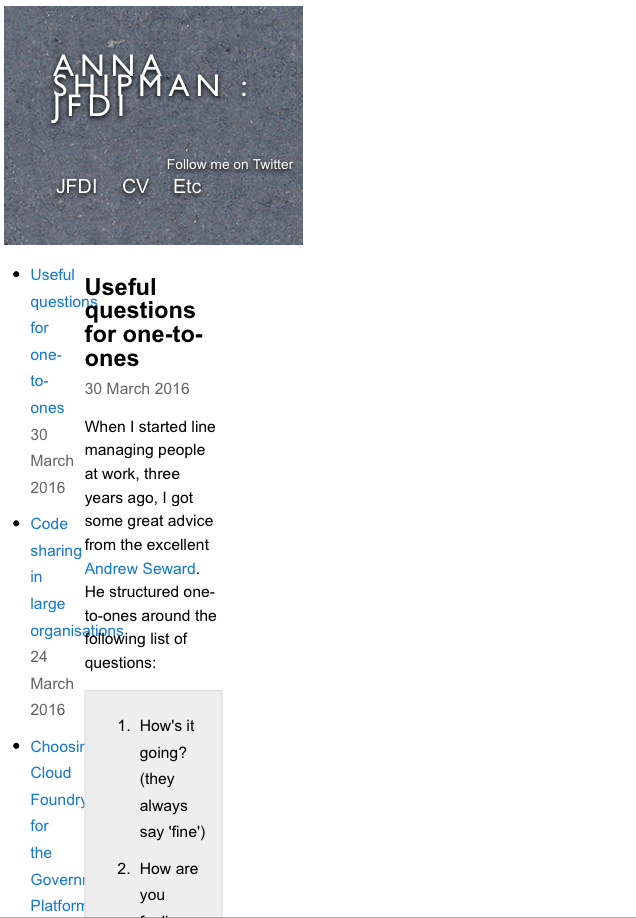 ANNA
SHIPMAN :
JFDI
Follow me on Twitter
JFDI CV Etc
Useful
questions
for
one-
to-
ones
30
March
2016
Code
sharing
in
large
organisations
24
March
2016
Choosin
Cloud
Foundry
for
the
Governm
Platform
Useful
questions
for one-to-
ones
30 March 2016
When I started line
managing people
at work, three
years ago, I got
some great advice
from the excellent
Andrew Seward.
He structured one-
to-ones around the
following list of
questions:
1. How's it
going?
(they
always
say 'fine')
2. How are
you